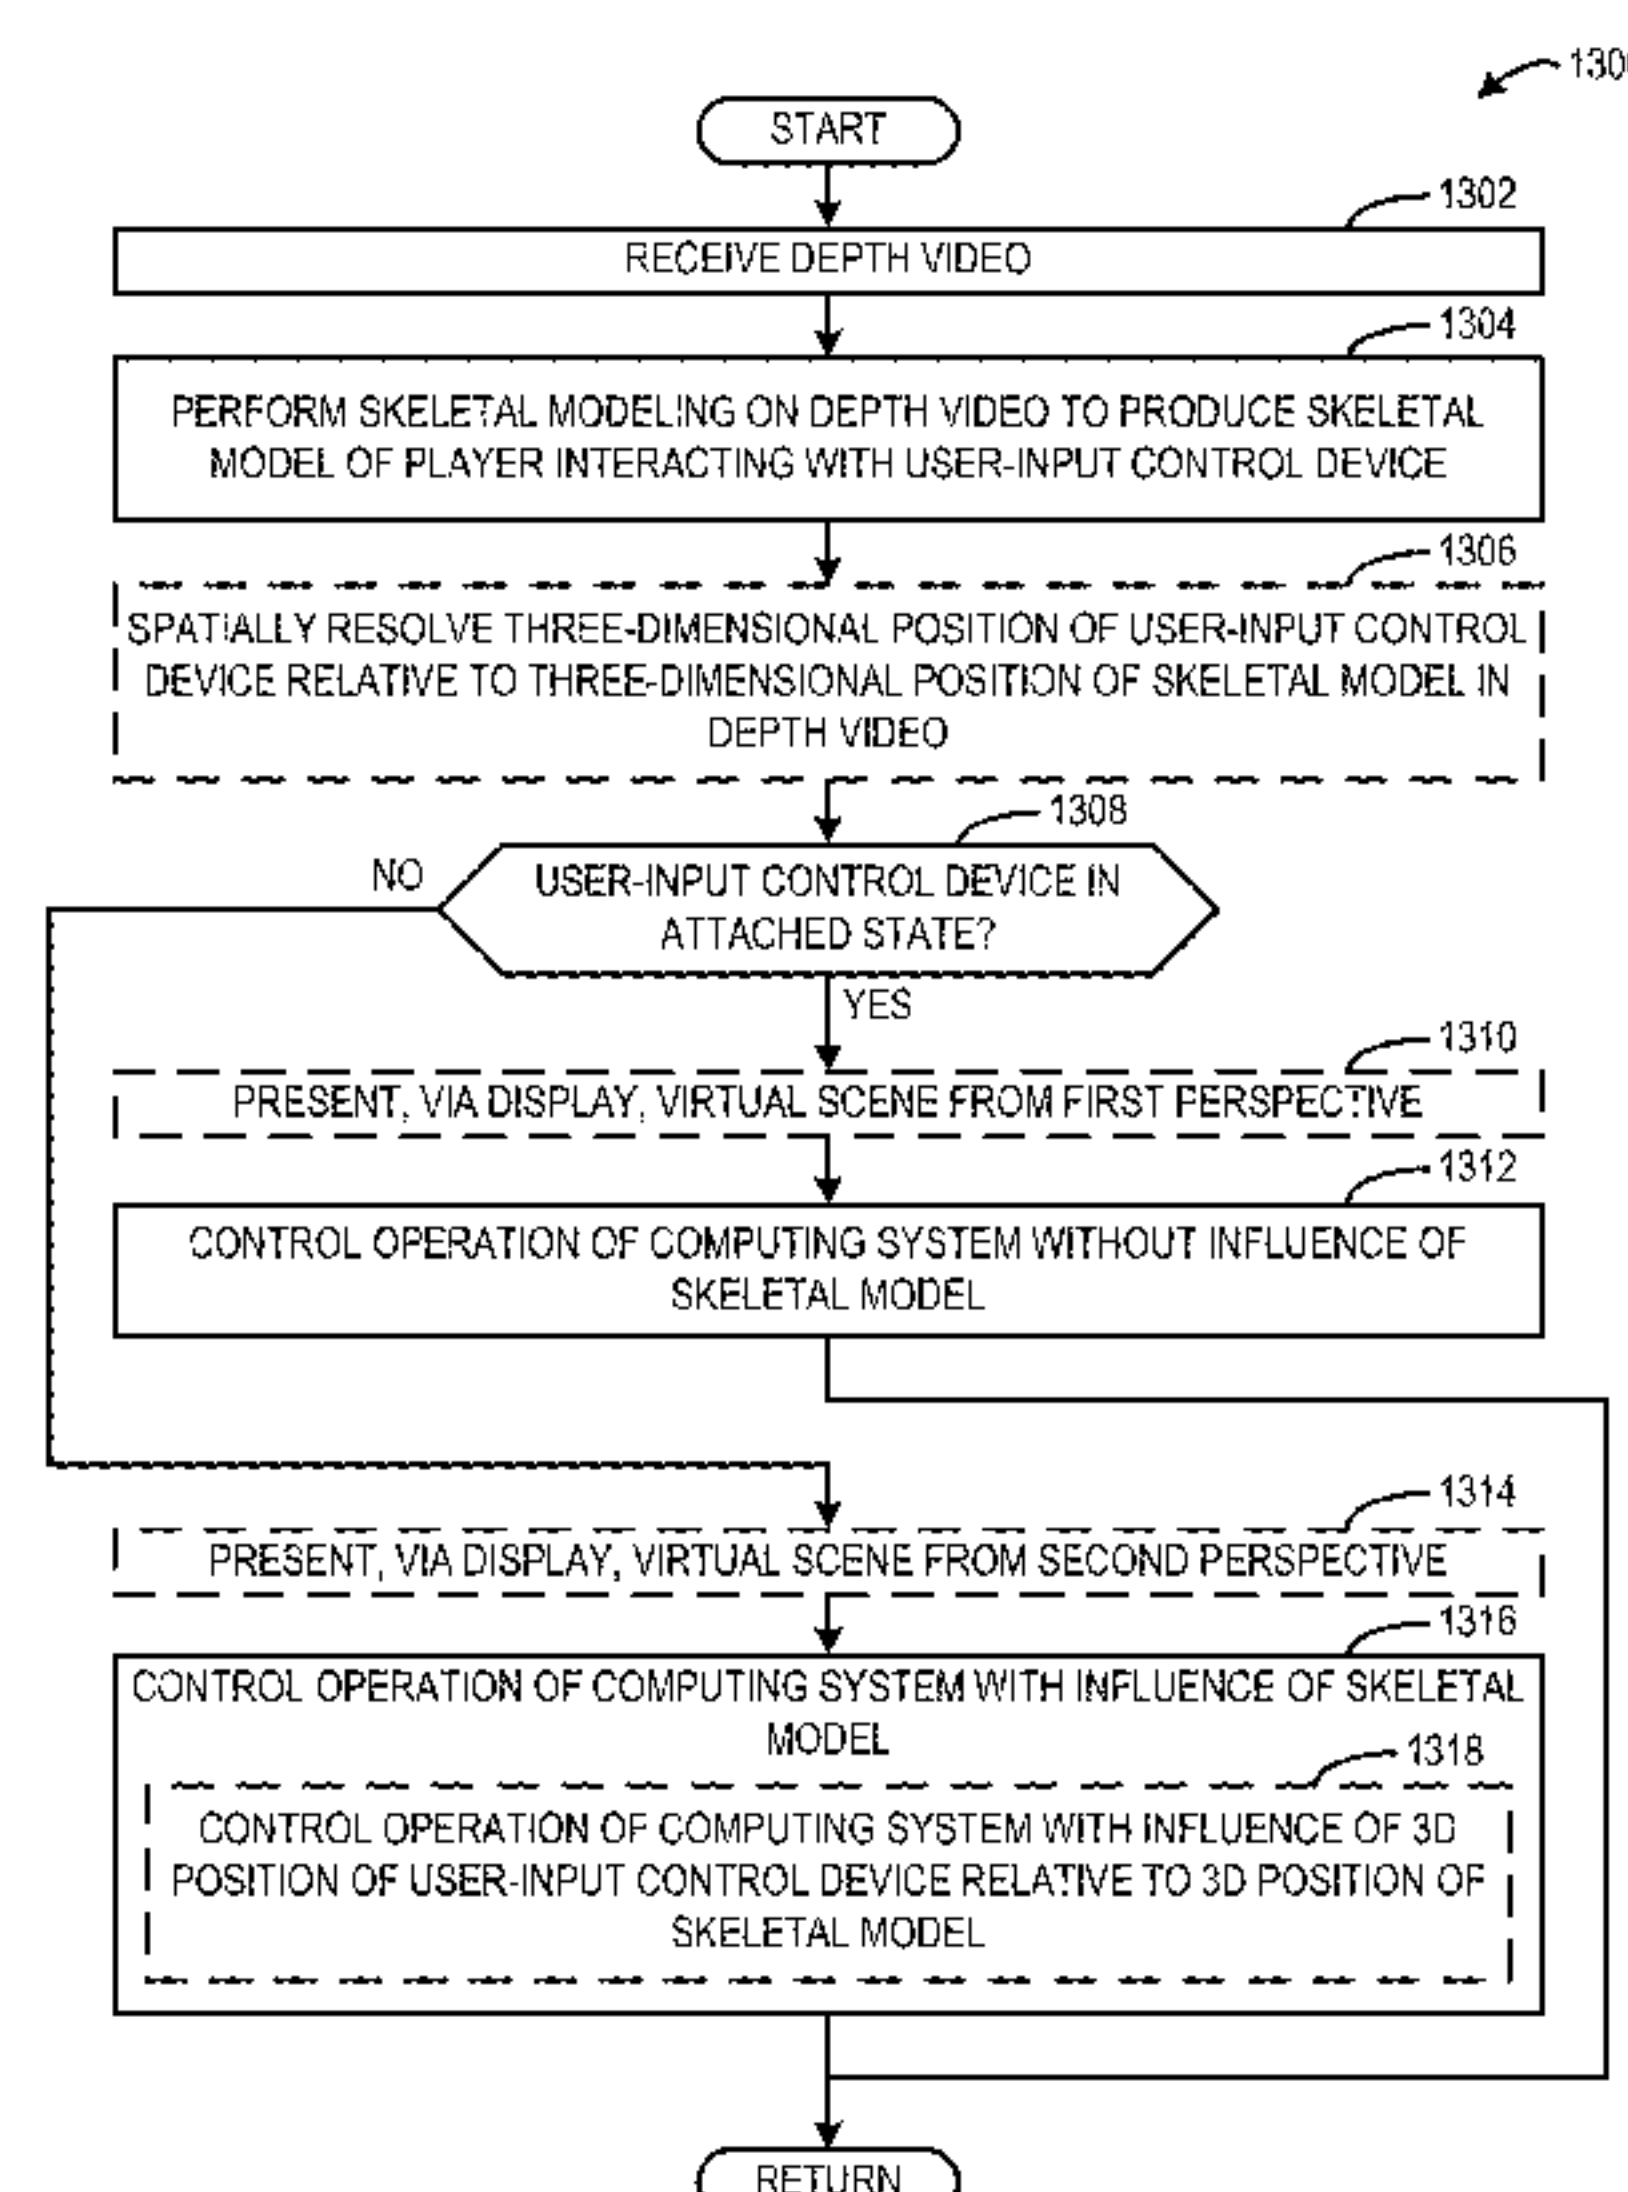 130
START
1302
RECEIVE DEPTH VIDEO
1304
PERFORM SKELETAL MODELING ON DEPTH VIDEO TO PRODUCE SKELETAL
MODEL OF PLAYER INTERACTING WITH USER-INPUT CONTROL DEVICE
1306
SPATIALLY RESOLVE THREE-DIMENSIONAL POSITION OF USER-INPUT CONTROL
DEVICE RELATIVE TO THREE-DIMENSIONAL POSITION OF SKELETAL MODEL IN
DEPTH VIDEO
1308
NO
USER-INPUT CONTROL DEVICE IN
ATTACHED STATE?
YES
1310
PRESENT, VIA DISPLAY, VIRTUAL SCENE FROM FIRST PERSPECTIVE
1312
CONTROL OPERATION OF COMPUTING SYSTEM WITHOUT INFLUENCE OF
SKELETAL MODEL
1314
PRESENT, VIA DISPLAY, VIRTUAL SCENE FROM SECOND PERSPECTIVE
1316
CONTROL OPERATION OF COMPUTING SYSTEM WITH INFLUENCE OF SKELETAL
MODEL
1318
CONTROL OPERATION OF COMPUTING SYSTEM WITH INFLUENCE OF 3D
POSITION OF USER-INPUT CONTROL DEVICE RELATIVE TO 3D POSITION OF
SKELETAL MODEL
RETURN